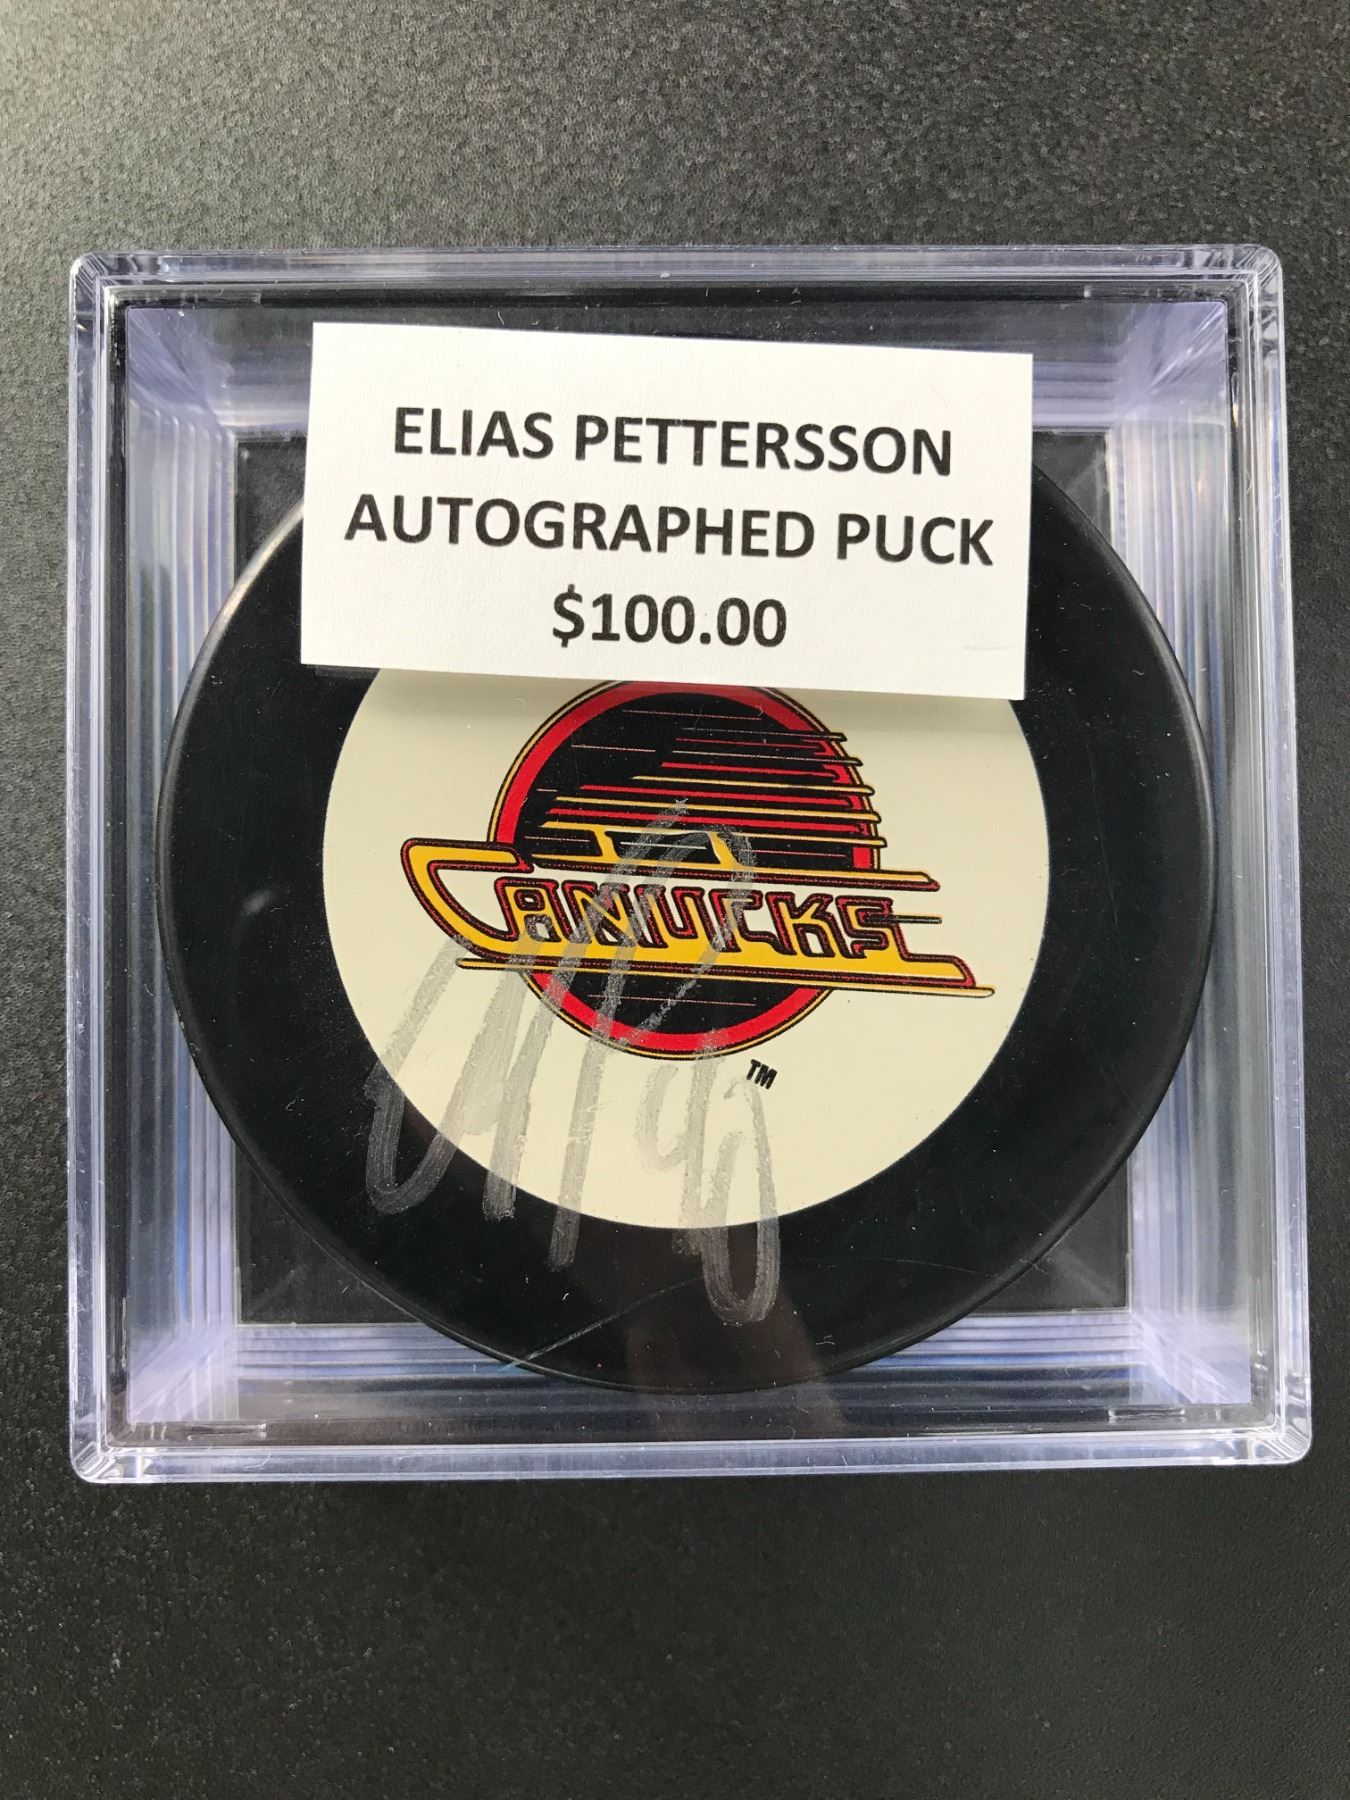 ELIAS PETTERSSON
AUTOGRAPHED PUCK
$100.00
CANUCKS
TM